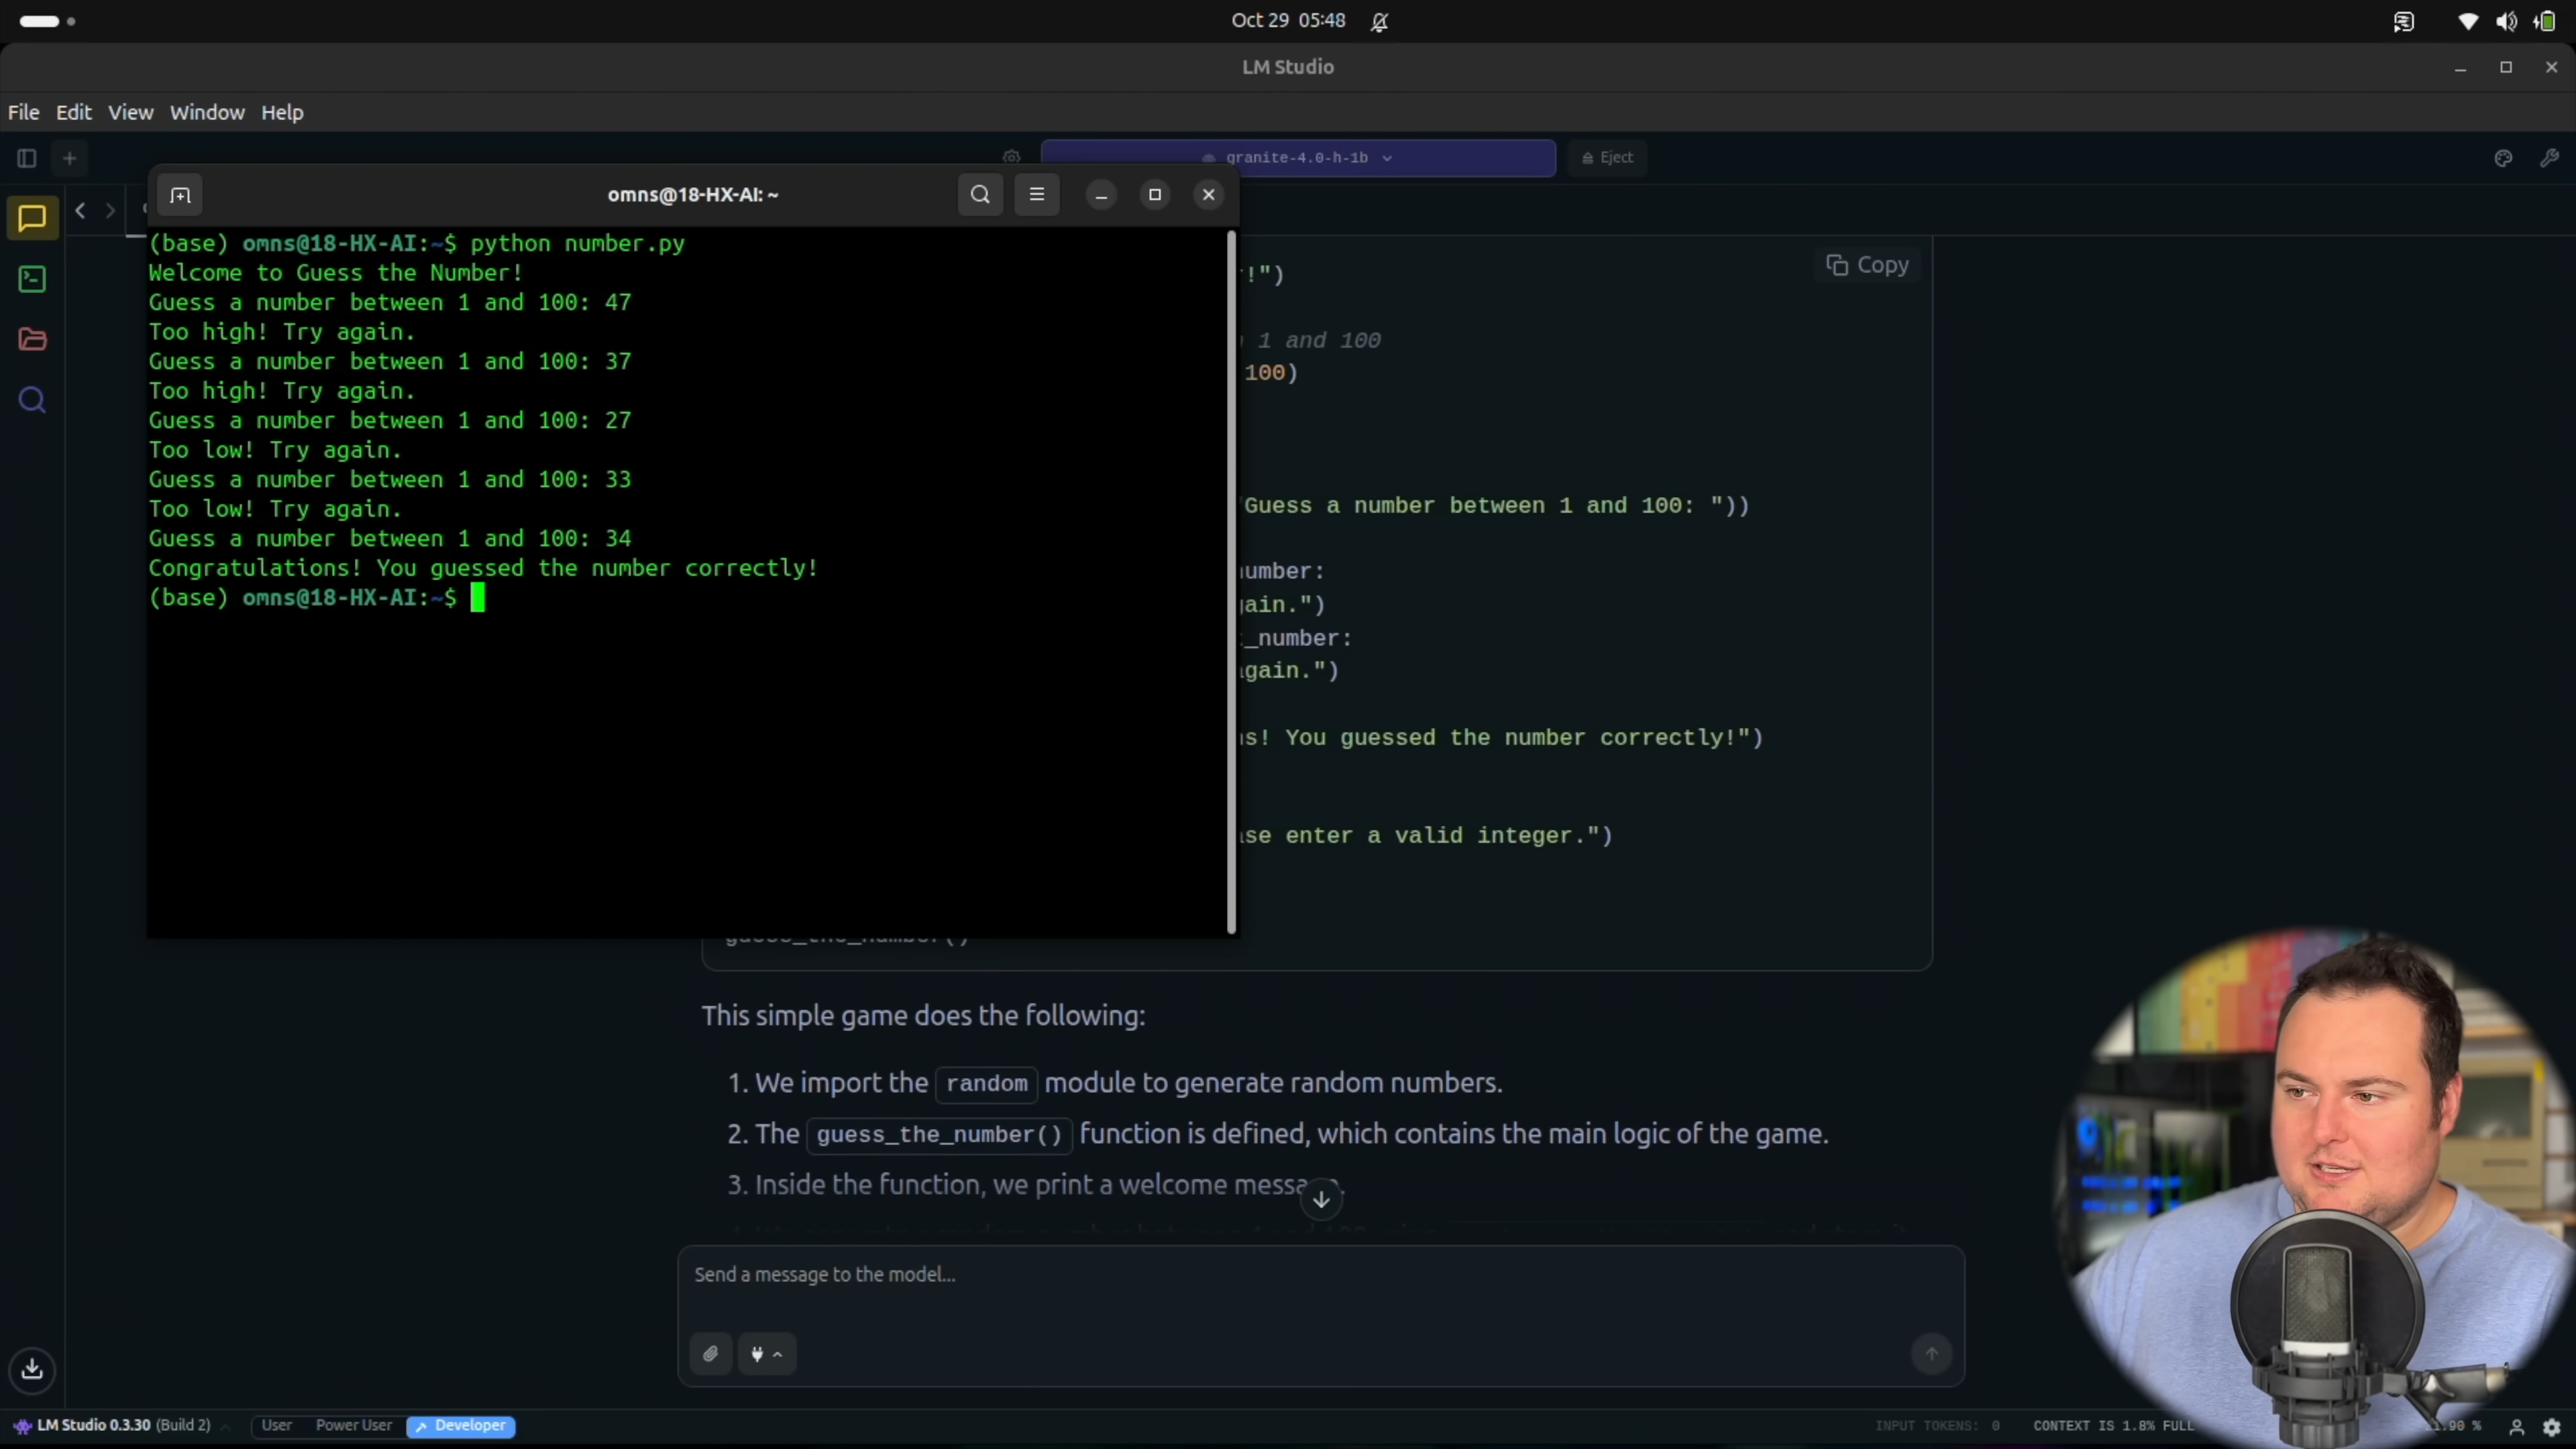 Oct 29 05:48
LM Studio
File Edit View Window Help
granite-4.0-h-1b
Eject
omns@18-HX-AI: ~
(base) omns@18-HX-AI:~$ python number.py
Welcome to Guess the Number!
Guess a number between 1 and 100: 47
Too high! Try again.
Guess a number between 1 and 100: 37
Too high! Try again.
Guess a number between 1 and 100: 27
Too low! Try again.
Guess a number between 1 and 100: 33
Too low! Try again.
Guess a number between 1 and 100: 34
Congratulations! You guessed the number correctly!
(base) omns@18-HX-AI:~$
!")
Copy
1 and 100
100)
Guess a number between 1 and 100: "))
umber:
ain.")
_number:
gain.")
s! You guessed the number correctly!")
se enter a valid integer.")
guess_the_number()
This simple game does the following:
1. We import the random module to generate random numbers.
2. The guess_the_number() function is defined, which contains the main logic of the game.
3. Inside the function, we print a welcome message.
Send a message to the model...
LM Studio 0.3.30 (Build 2) User Power User Developer
INPUT TOKENS: 0 CONTEXT IS 1.8% FULL .90 %